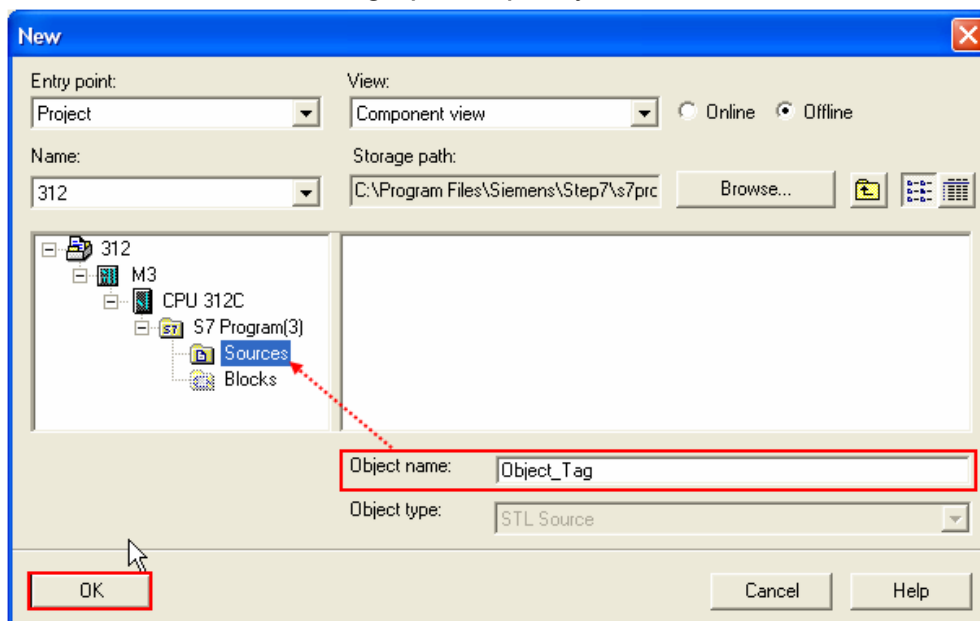 New
Entry point:
View:
Project
Component view
Online
Offline
Name:
Storage path:
312
C:\Program Files\Siemens\Step7\s7prc
Browse...
312
M3
CPU 312C
S7 Program(3)
Sources
Blocks
Object name:
Object_Tag
Object type:
STL Source
OK
Cancel
Help